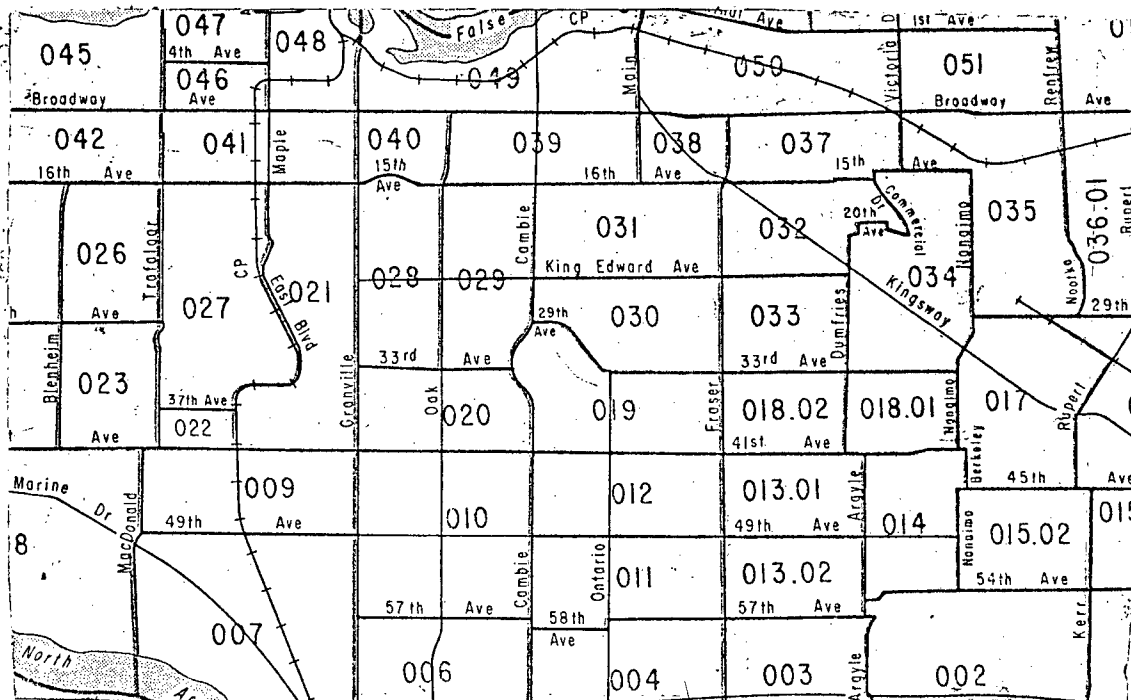 047
048
False
CP
Ave
1st Ave
045
4th Ave
049
Main
050
Victoria
D
051
Renfrew
046
Broadway
Ave
Broadway
Ave
042
041
Maple
040
039
038
037
16th Ave
15th
Ave
16th Ave
15th Ave
026
Trafalgar
CP
East
Blvd
021
028
029
Cambie
031
032
20th
Ave
Commercial
Dr
Nanaimo
035
036.01
Rupert
King Edward Ave
034
Nootka
Ave
027
29th
Ave
030
033
Dumfries
Kingsway
29th
Blenheim
023
Granville
33rd Ave
33rd Ave
37th Ave
022
Oak
020
019
Fraser
018.02
018.01
Nanaimo
017
Rupert
Ave
41st Ave
Berkeley
45th Ave
Marine
Dr
MacDonald
009
010
012
013.01
Argyle
014
49th Ave
49th Ave
Nanaimo
015.02
8
Cambie
Ontario
011
013.02
54th Ave
57th Ave
58th
Ave
57th Ave
Kerr
007
North
006
004
003
Argyle
002